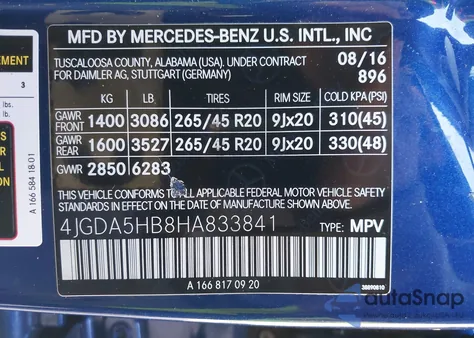 MFD BY MERCEDES-BENZ U.S. INTL., INC
TUSCALOOSA COUNTY, ALABAMA (USA). UNDER CONTRACT 08/16
FOR DAIMLER AG, STUTTGART (GERMANY) 896
KG LB. TIRES RIM SIZE COLD KPA (PSI)
GAWR FRONT 1400 3086 265/45 R20 9Jx20 310(45)
GAWR REAR 1600 3527 265/45 R20 9Jx20 330(48)
GVWR 2850 6283
THIS VEHICLE CONFORMS TO ALL APPLICABLE FEDERAL MOTOR VEHICLE SAFETY
STANDARDS IN EFFECT ON THE DATE OF MANUFACTURE SHOWN ABOVE.
4JGDA5HB8HA833841 TYPE: MPV
A 166 817 09 20
EMENT
3
lbs.
lb.
A 166 584 18 01
autoSnap